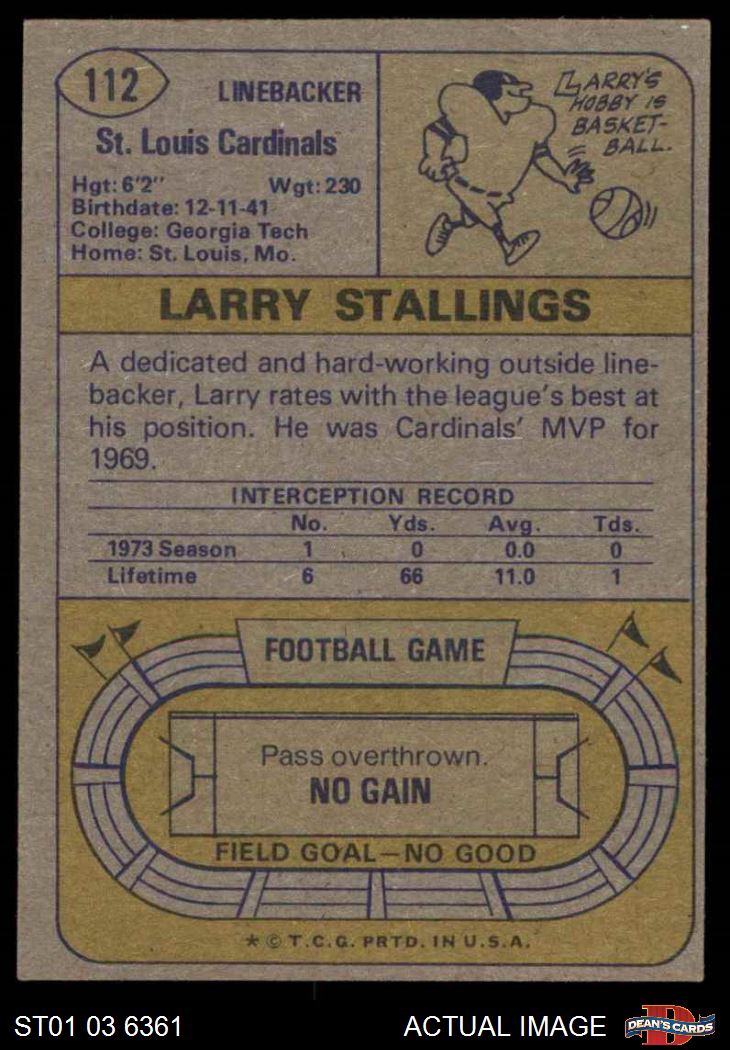 112
LINEBACKER
St. Louis Cardinals
Hgt: 6'2" Wgt: 230
Birthdate: 12-11-41
College: Georgia Tech
Home: St. Louis, Mo.
LARRY'S
HOBBY IS
BASKET-
BALL.
LARRY STALLINGS
A dedicated and hard-working outside line-
backer, Larry rates with the league's best at
his position. He was Cardinals' MVP for
1969.
INTERCEPTION RECORD
No. Yds. Avg. Tds.
1973 Season 1 0 0.0 0
Lifetime 6 66 11.0 1
FOOTBALL GAME
Pass overthrown.
NO GAIN
FIELD GOAL—NO GOOD
* © T.C.G. PRTD. IN U.S.A.
ST01 03 6361
ACTUAL IMAGE
D
DEAN'S CARDS